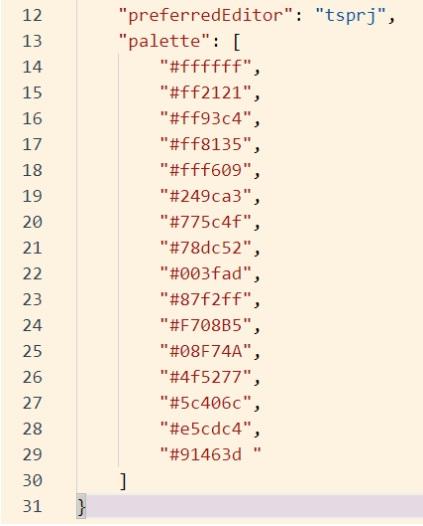 12 "preferredEditor": "tsprj",
13 "palette": [
14 "#ffffff",
15 "#ff2121",
16 "#ff93c4",
17 "#ff8135",
18 "#fff609",
19 "#249ca3",
20 "#775c4f",
21 "#78dc52",
22 "#003fad",
23 "#87f2ff",
24 "#F708B5",
25 "#08F74A",
26 "#4f5277",
27 "#5c406c",
28 "#e5cdc4",
29 "#91463d "
30 ]
31 }